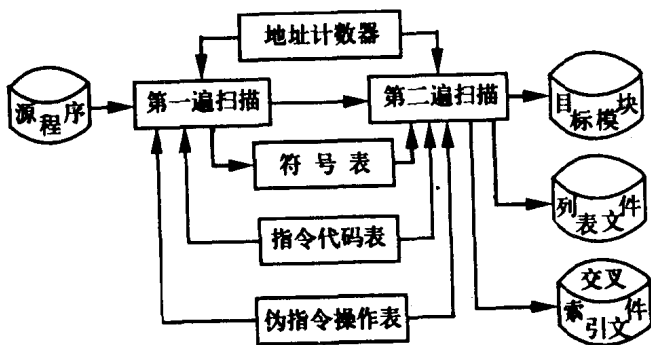 地址计数器
源程序
第一遍扫描
第二遍扫描
目标模块
符号表
列表文件
指令代码表
交叉
索引文件
伪指令操作表